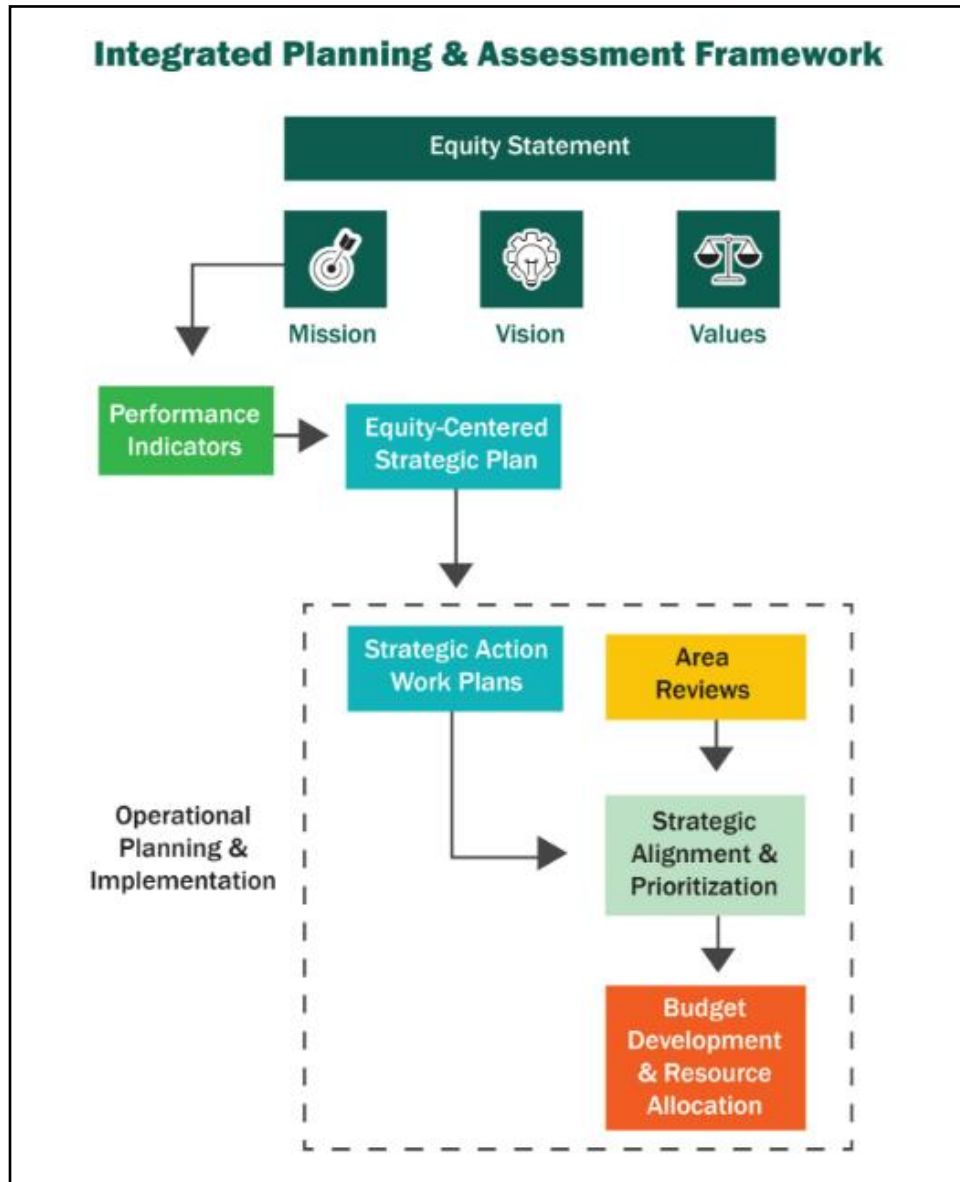 Integrated Planning & Assessment Framework
Equity Statement
Mission
Vision
Values
Performance
Indicators
Equity-Centered
Strategic Plan
Strategic Action
Work Plans
Area
Reviews
Operational
Planning &
Implementation
Strategic
Alignment &
Prioritization
Budget
Development
& Resource
Allocation